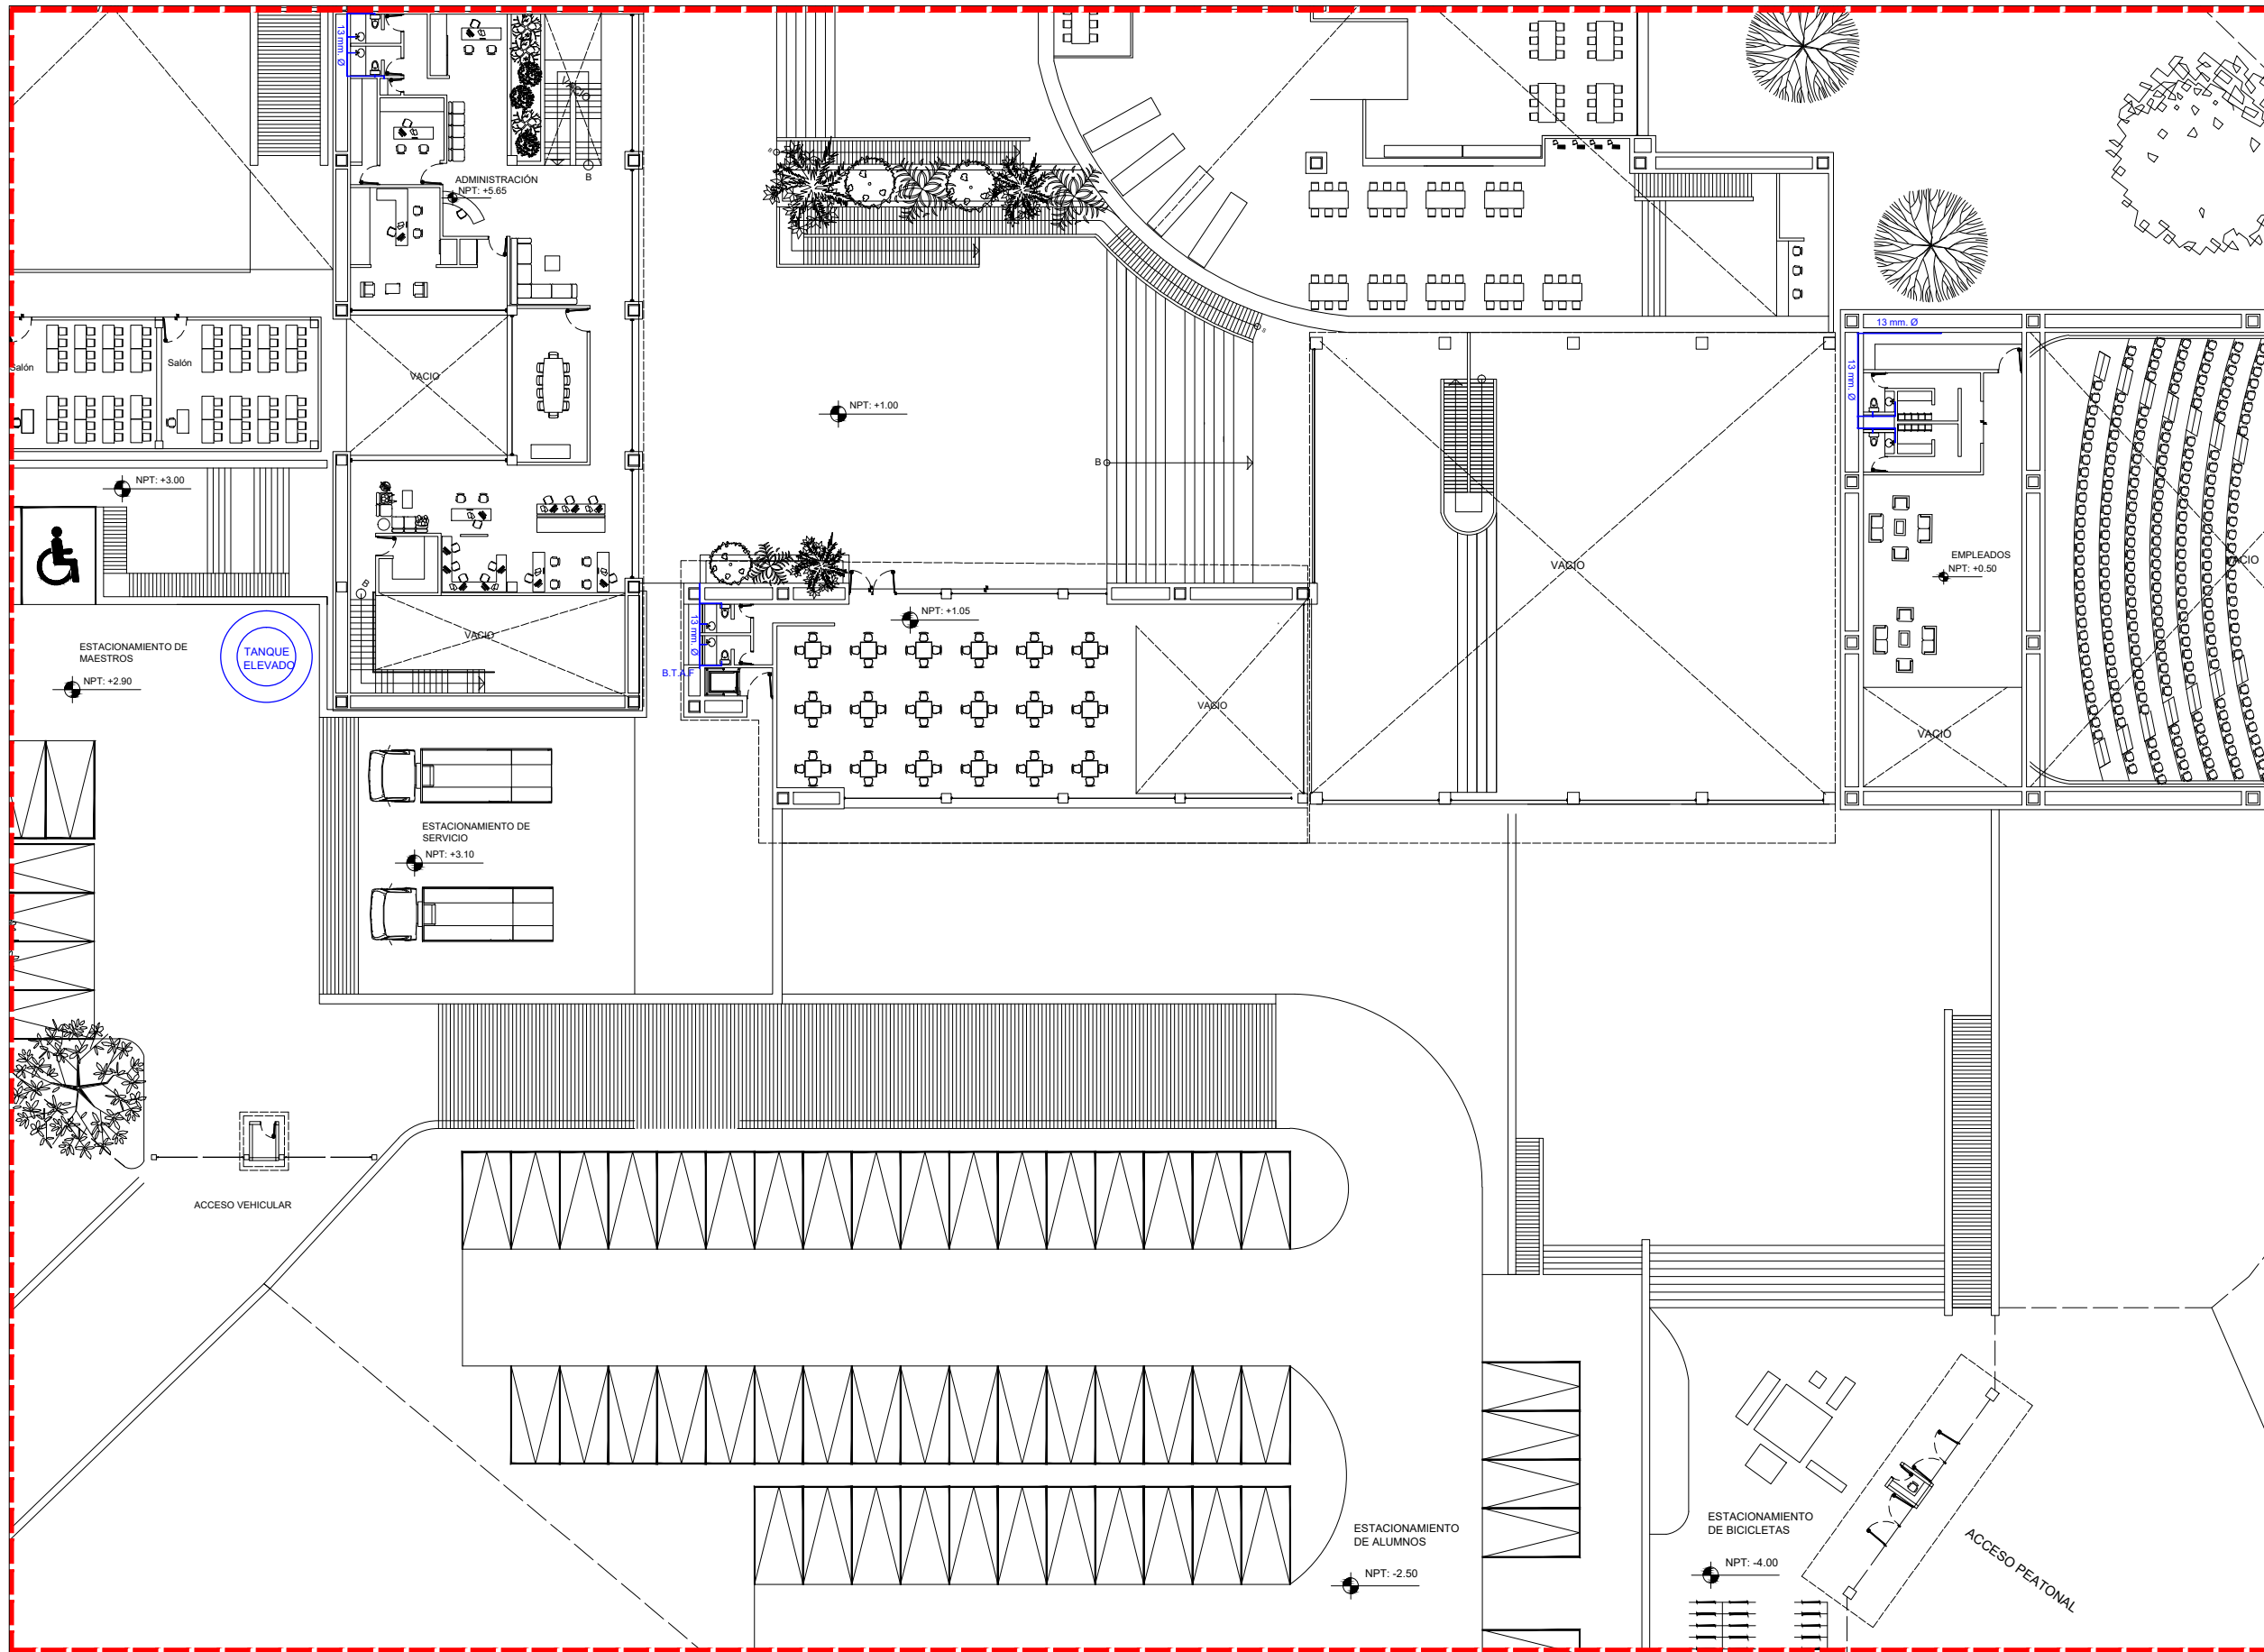 13 mm. Ø
VACIO
B
ADMINISTRACIÓN
NPT: +5.65
S
S
13 mm. Ø
13 mm. Ø
Salón
Salón
VACIO
NPT: +1.00
B
NPT: +3.00
VACIO
EMPLEADOS
NPT: +0.50
VACIO
B
NPT: +1.05
13 mm. Ø
VACIO
ESTACIONAMIENTO DE
MAESTROS
TANQUE
ELEVADO
B.T.A.F
NPT: +2.90
VACIO
VACIO
ESTACIONAMIENTO DE
SERVICIO
NPT: +3.10
ACCESO VEHICULAR
ESTACIONAMIENTO
DE ALUMNOS
NPT: -2.50
ESTACIONAMIENTO
DE BICICLETAS
NPT: -4.00
ACCESO PEATONAL